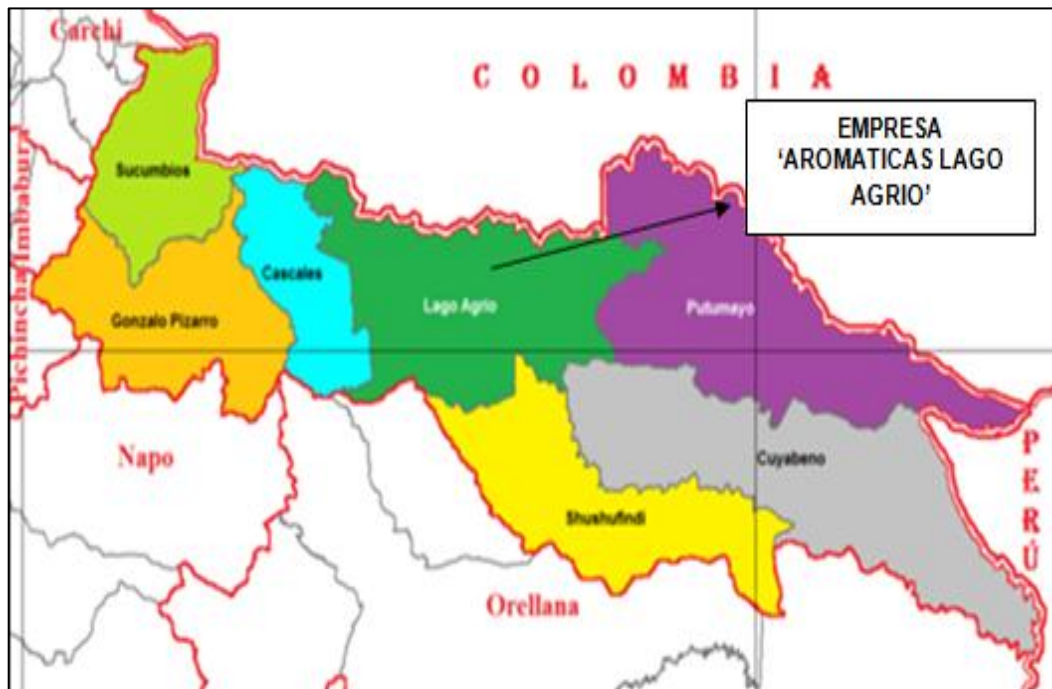 Carchi
C O L O M B I A
EMPRESA
‘AROMATICAS LAGO
AGRIO’
Sucumbios
Pichincha
Imbabura
Cascales
Lago Agrio
Putumayo
Gonzalo Pizarro
Napo
Cuyabeno
PERÚ
Shushufindi
Orellana